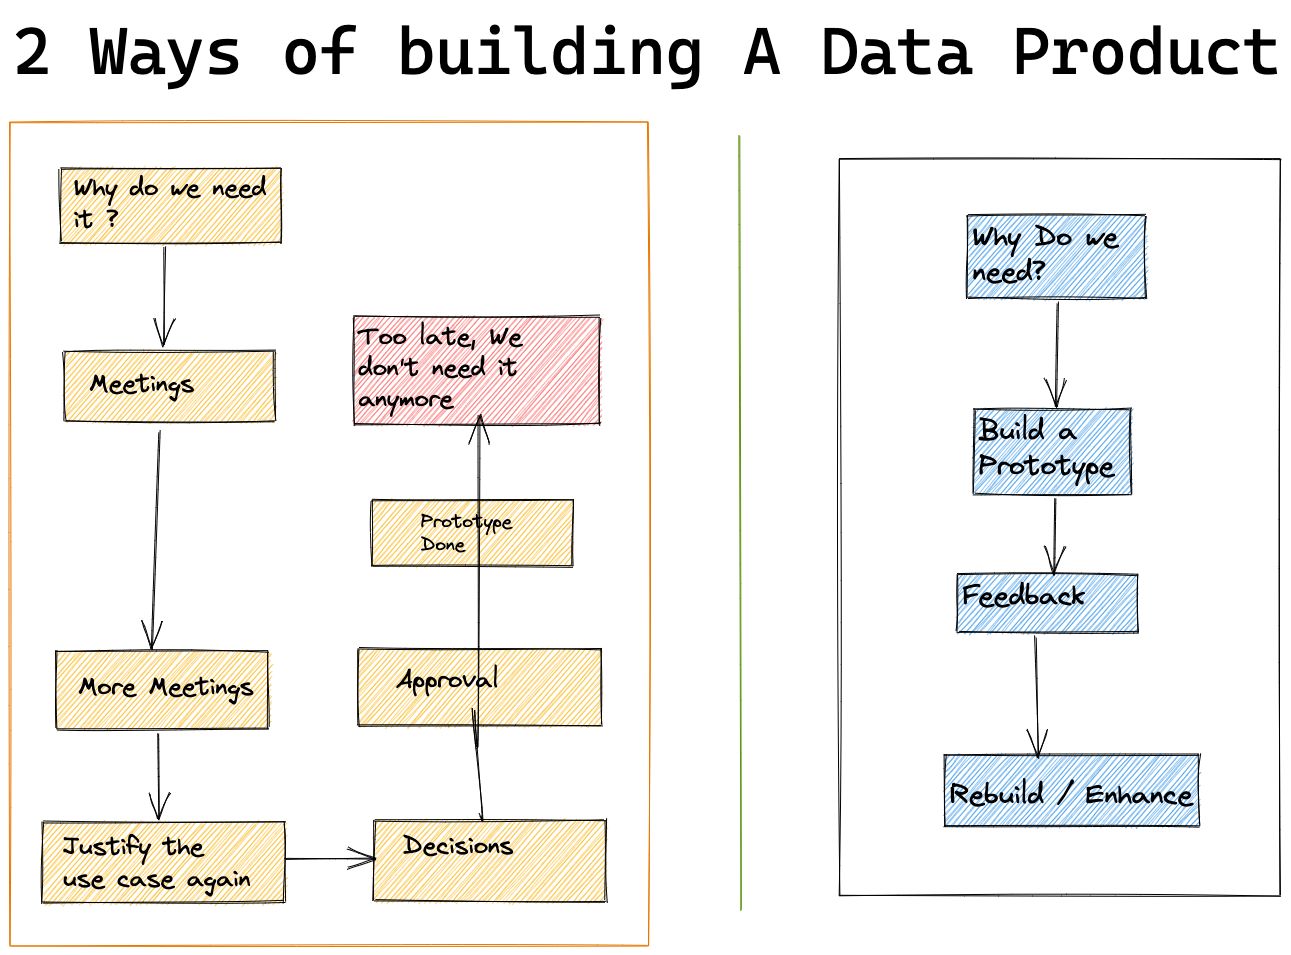 2 Ways of building A Data Product
Why do we need
it ?
Meetings
More Meetings
Justify the
use case again
Decisions
Approval
Prototype
Done
Too late, We
don't need it
anymore
Why Do we
need?
Build a
Prototype
Feedback
Rebuild / Enhance